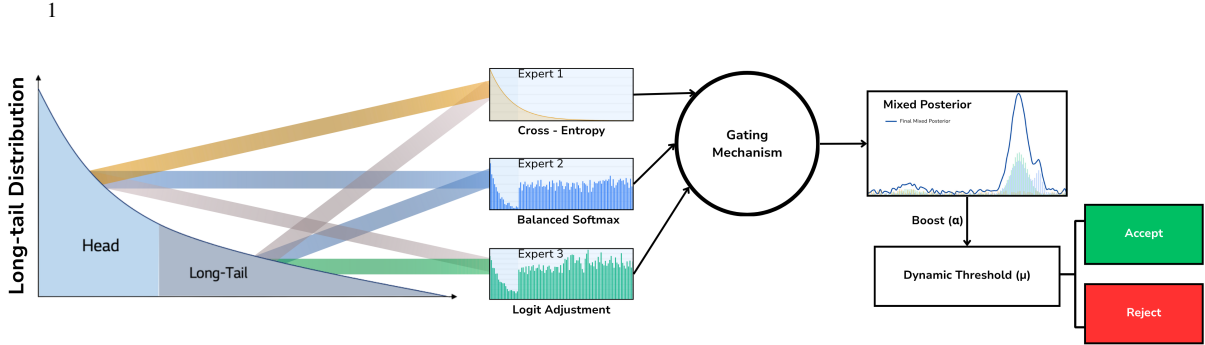 1
Long-tail Distribution
Head
Long-Tail
Expert 1
Cross - Entropy
Expert 2
Balanced Softmax
Expert 3
Logit Adjustment
Gating
Mechanism
Mixed Posterior
Final Mixed Posterior
Boost (α)
Dynamic Threshold (μ)
Accept
Reject